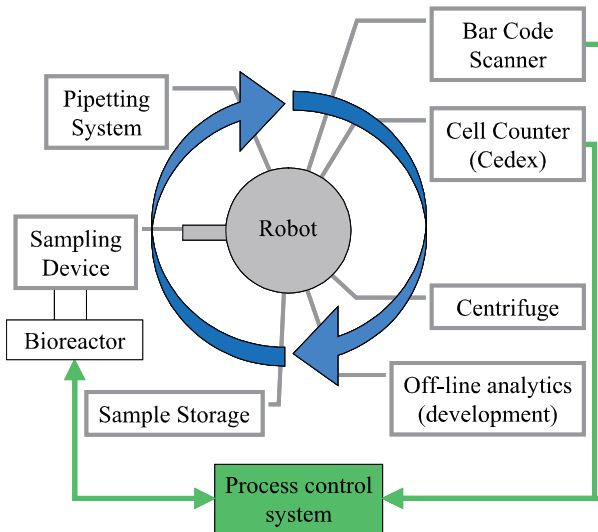 Bar Code
Scanner
Pipetting
System
Cell Counter
(Cedex)
Robot
Sampling
Device
Centrifuge
Bioreactor
Off-line analytics
(development)
Sample Storage
Process control
system